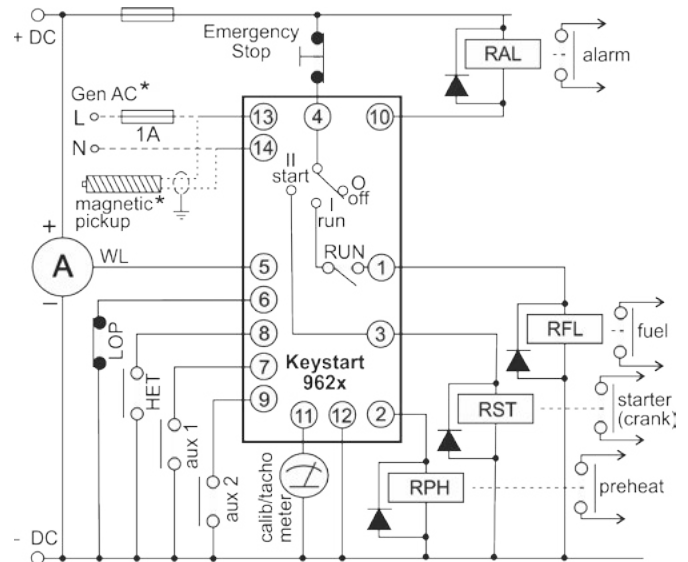 + DC
Emergency
Stop
RAL
alarm
Gen AC*
L
1A
N
13
4
10
14
II
start
O
off
I
run
magnetic*
pickup
+
A
WL
5
RUN
1
–
6
LOP
8
3
RFL
fuel
HET
7
Keystart
962x
starter
(crank)
RST
9
aux 1
11
12
2
aux 2
calib/tacho
meter
RPH
preheat
- DC